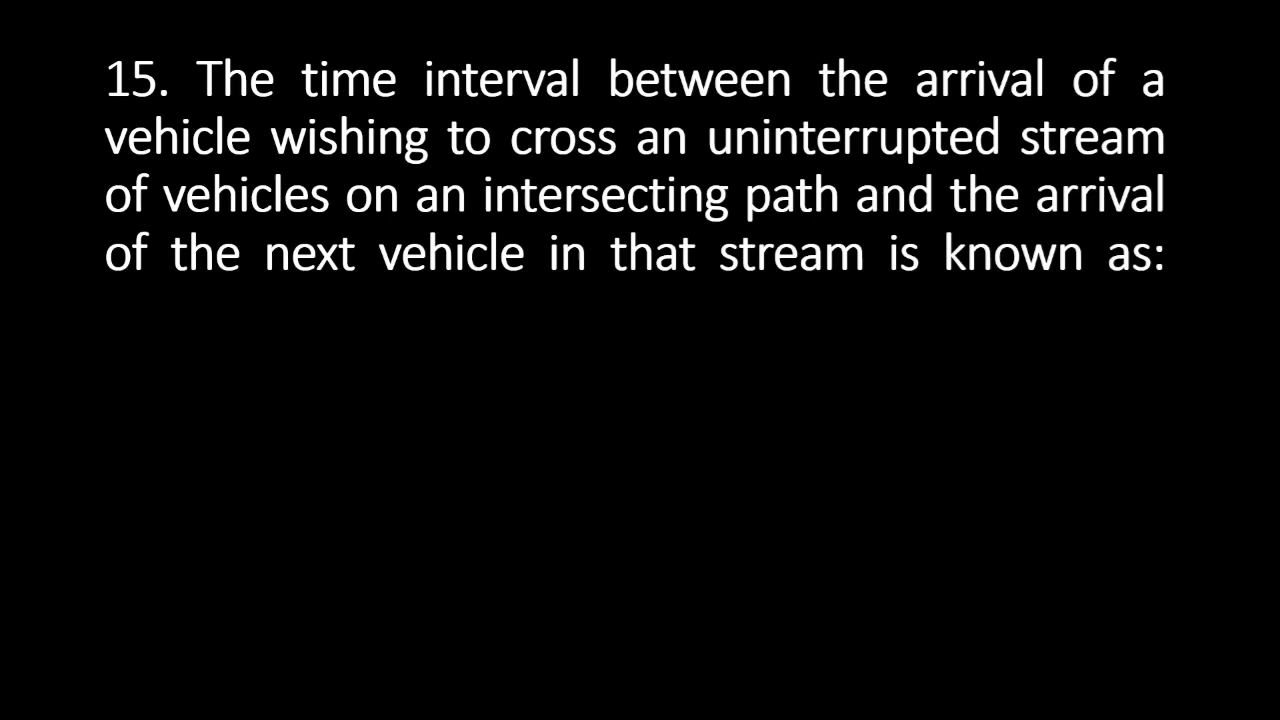 15. The time interval between the arrival of a
vehicle wishing to cross an uninterrupted stream
of vehicles on an intersecting path and the arrival
of the next vehicle in that stream is known as: